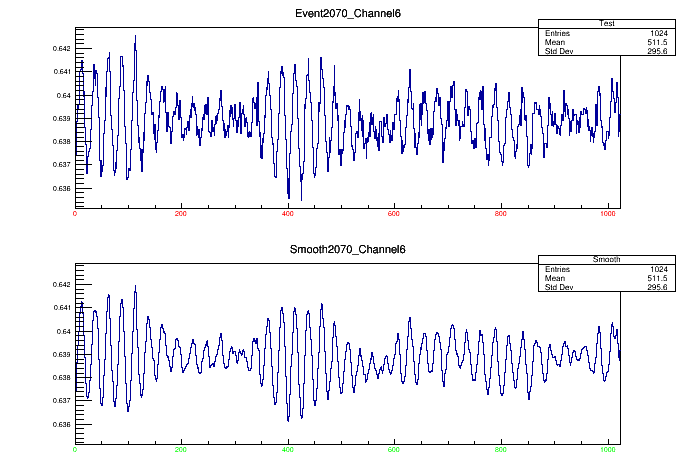 Event2070_Channel6
Test
Entries 1024
Mean 511.5
Std Dev 295.6
0.642
0.641
0.64
0.639
0.638
0.637
0.636
0 200 400 600 800 1000
Smooth2070_Channel6
Smooth
Entries 1024
Mean 511.5
Std Dev 295.6
0.642
0.641
0.64
0.639
0.638
0.637
0.636
0 200 400 600 800 1000